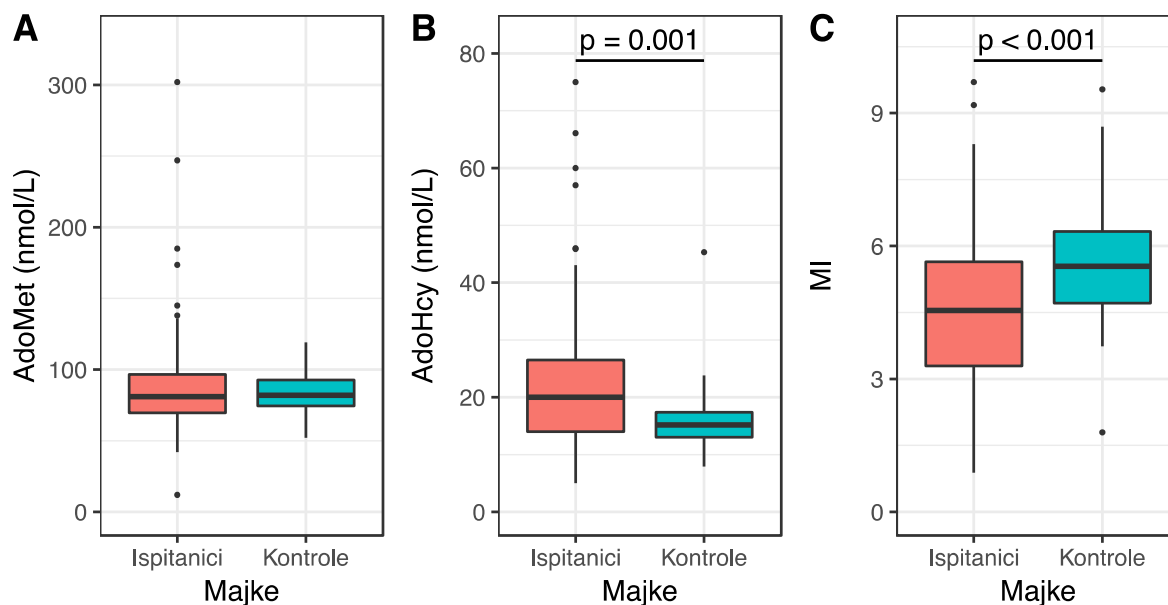 A
AdoMet (nmol/L)
300
200
100
0
Ispitanici Kontrole
Majke
B
p = 0.001
AdoHcy (nmol/L)
80
60
40
20
0
Ispitanici Kontrole
Majke
C
p < 0.001
MI
9
6
3
0
Ispitanici Kontrole
Majke